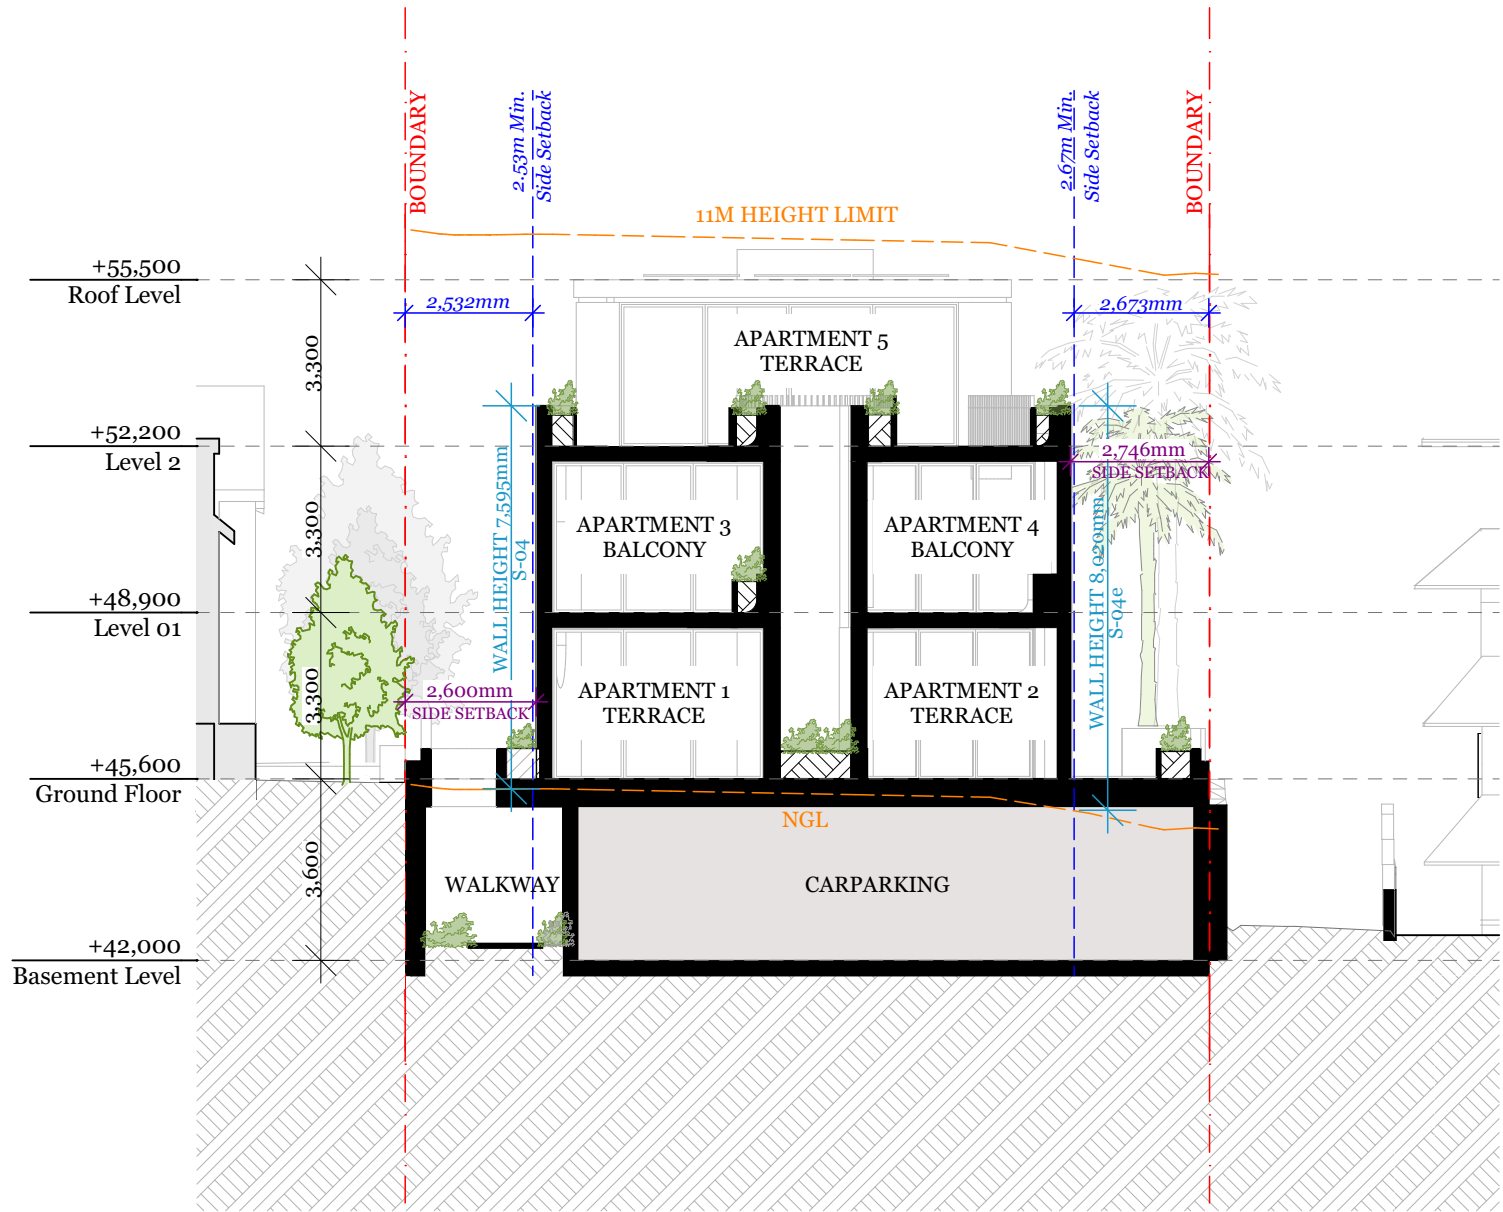 BOUNDARY
2.53m Min.
Side Setback
2.67m Min.
Side Setback
BOUNDARY
11M HEIGHT LIMIT
+55,500
Roof Level
2,532mm
2,673mm
3,300
APARTMENT 5
TERRACE
+52,200
Level 2
2,746mm
SIDE SETBACK
3,300
WALL HEIGHT 7,595mm
S-04
APARTMENT 3
BALCONY
APARTMENT 4
BALCONY
WALL HEIGHT 8,020mm
S-04e
+48,900
Level 01
3,300
2,600mm
SIDE SETBACK
APARTMENT 1
TERRACE
APARTMENT 2
TERRACE
+45,600
Ground Floor
NGL
3,600
WALKWAY
CARPARKING
+42,000
Basement Level